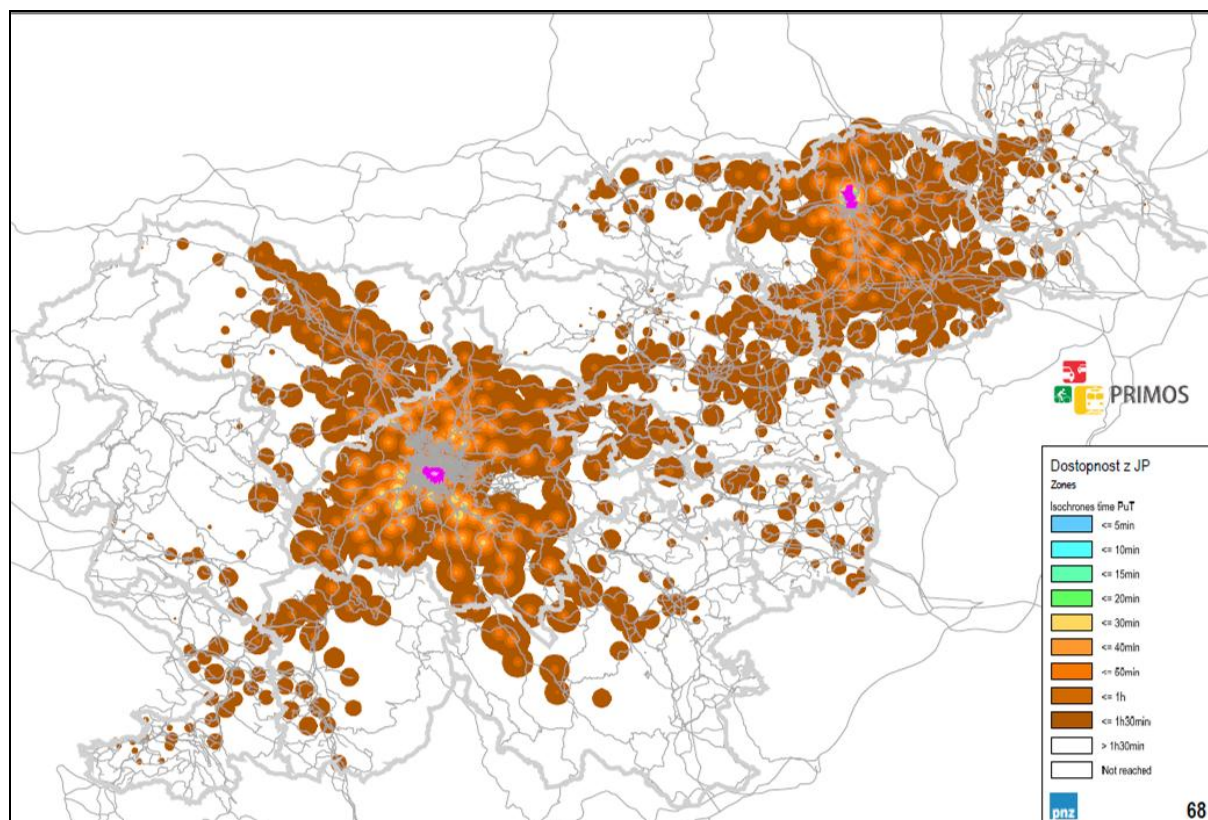 PRIMOS
Dostopnost z JP
Zones
Isochrones time PuT
<= 5min
<= 10min
<= 15min
<= 20min
<= 30min
<= 40min
<= 50min
<= 1h
<= 1h30min
> 1h30min
Not reached
pnz
68